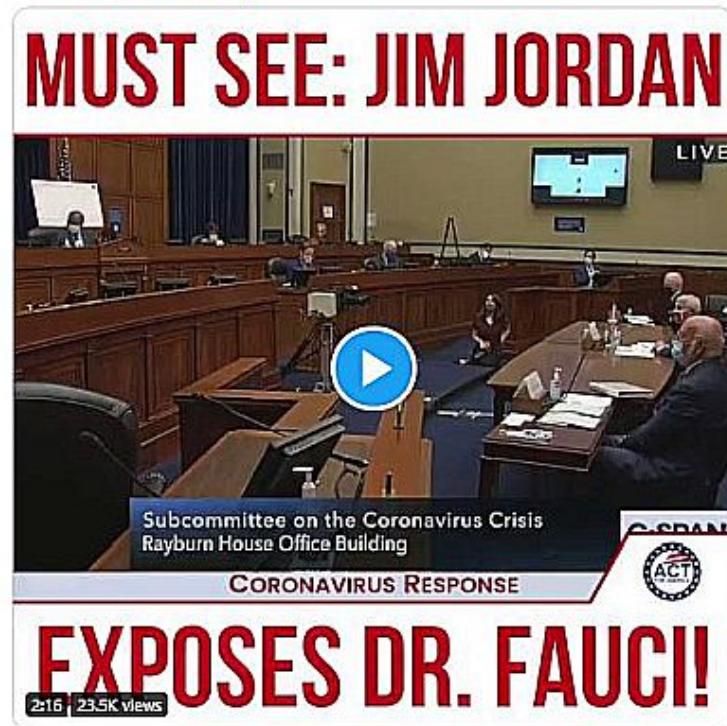 MUST SEE: JIM JORDAN
LIVE
Subcommittee on the Coronavirus Crisis
Rayburn House Office Building
C-SPAN
CORONAVIRUS RESPONSE
ACT
EXPOSES DR. FAUCI!
2:16 23.5K views